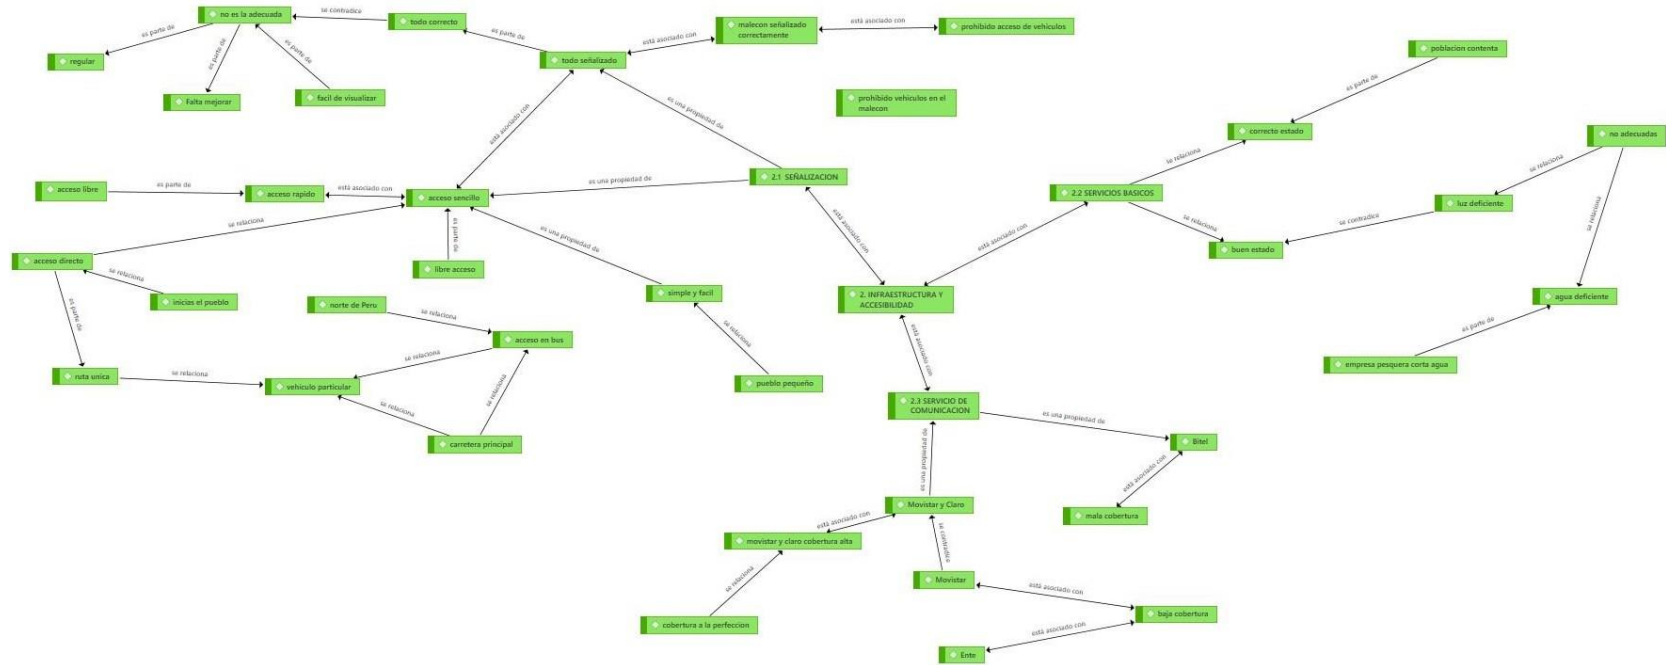 no es la adecuada
se contradice
todo correcto
malecon señalizado
correctamente
está asociado con
prohibido acceso de vehículos
es parte de
es parte de
está asociado con
regular
es parte de
es parte de
todo señalizado
poblacion contenta
es parte de
Falta mejorar
facil de visualizar
prohibido vehiculos en el
malecon
está asociado con
es una propiedad de
correcto estado
no adecuadas
se relaciona
se relaciona
acceso libre
es parte de
acceso rapido
está asociado con
acceso sencillo
es una propiedad de
2.1 SEÑALIZACION
2.2 SERVICIOS BASICOS
luz deficiente
se relaciona
se contradice
se relaciona
buen estado
se relaciona
es parte de
es una propiedad de
está asociado con
está asociado con
acceso directo
se relaciona
inicias el pueblo
es parte de
libre acceso
simple y facil
2. INFRAESTRUCTURA Y
ACCESIBILIDAD
agua deficiente
norte de Peru
se relaciona
acceso en bus
se relaciona
se relaciona
está asociado con
es parte de
empresa pesquera corta agua
ruta unica
se relaciona
vehiculo particular
se relaciona
se relaciona
pueblo pequeño
carretera principal
2.3 SERVICIO DE
COMUNICACION
es una propiedad de
Bitel
es una propiedad de
está asociado con
mala cobertura
Movistar y Claro
está asociado con
movistar y claro cobertura alta
se contradice
se relaciona
Movistar
está asociado con
baja cobertura
cobertura a la perfeccion
está asociado con
Ente